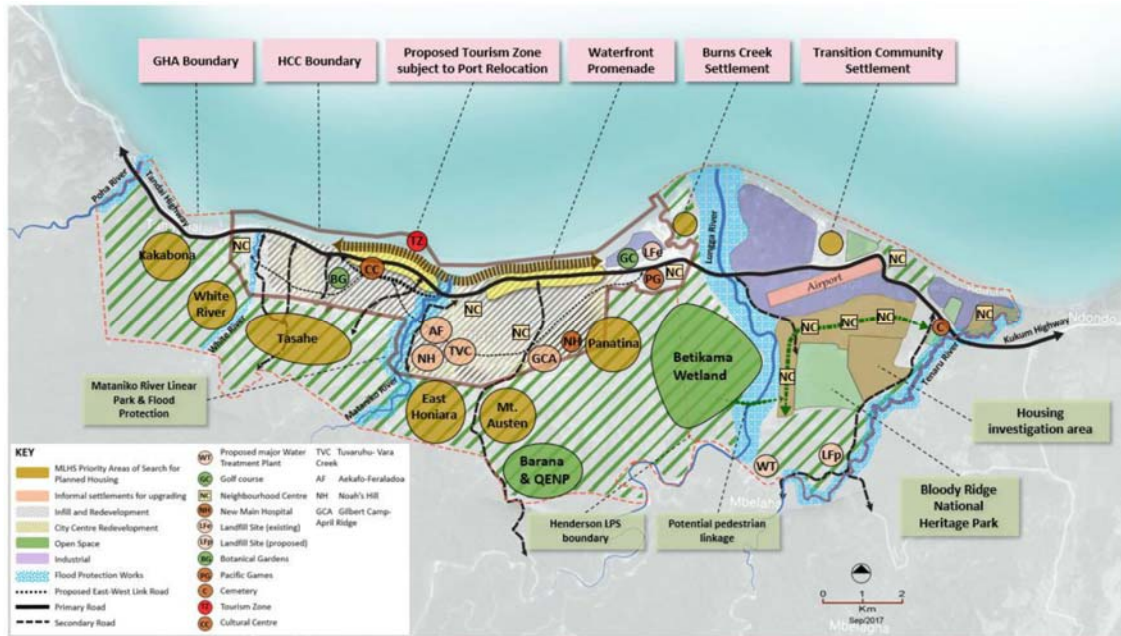 GHA Boundary
HCC Boundary
Proposed Tourism Zone
subject to Port Relocation
Waterfront
Promenade
Burns Creek
Settlement
Transition Community
Settlement
Poha River
Tandai Highway
Kakabona
White
River
White River
NC
Tasahe
BG
CC
TZ
NC
AF
NH
TVC
NC
NC
GCA
NH
Panatina
East
Honiara
Mt.
Austen
Mataniko River
Barana
& QENP
Betikama
Wetland
GC
LFe
PG
NC
Lungga River
Airport
NC
NC
NC
NC
NC
NC
C
Tenaru River
Kukum Highway
Ndondo
WT
LFp
Mbelaha
Mataniko River Linear
Park & Flood
Protection
Henderson LPS
boundary
Potential pedestrian
linkage
Bloody Ridge
National
Heritage Park
Housing
investigation area
KEY
MLHS Priority Areas of Search for
Planned Housing
Informal settlements for upgrading
Infill and Redevelopment
City Centre Redevelopment
Open Space
Industrial
Flood Protection Works
Proposed East-West Link Road
Primary Road
Secondary Road
WT Proposed major Water
Treatment Plant
GC Golf course
NC Neighbourhood Centre
NH New Main Hospital
LFe Landfill Site (existing)
LFp Landfill Site (proposed)
BG Botanical Gardens
PG Pacific Games
C Cemetery
TZ Tourism Zone
CC Cultural Centre
TVC Tuvaruhu- Vara
Creek
AF Aekafo-Feraladoa
NH Noah's Hill
GCA Gilbert Camp-
April Ridge
0 1 2
Km
Sep/2017